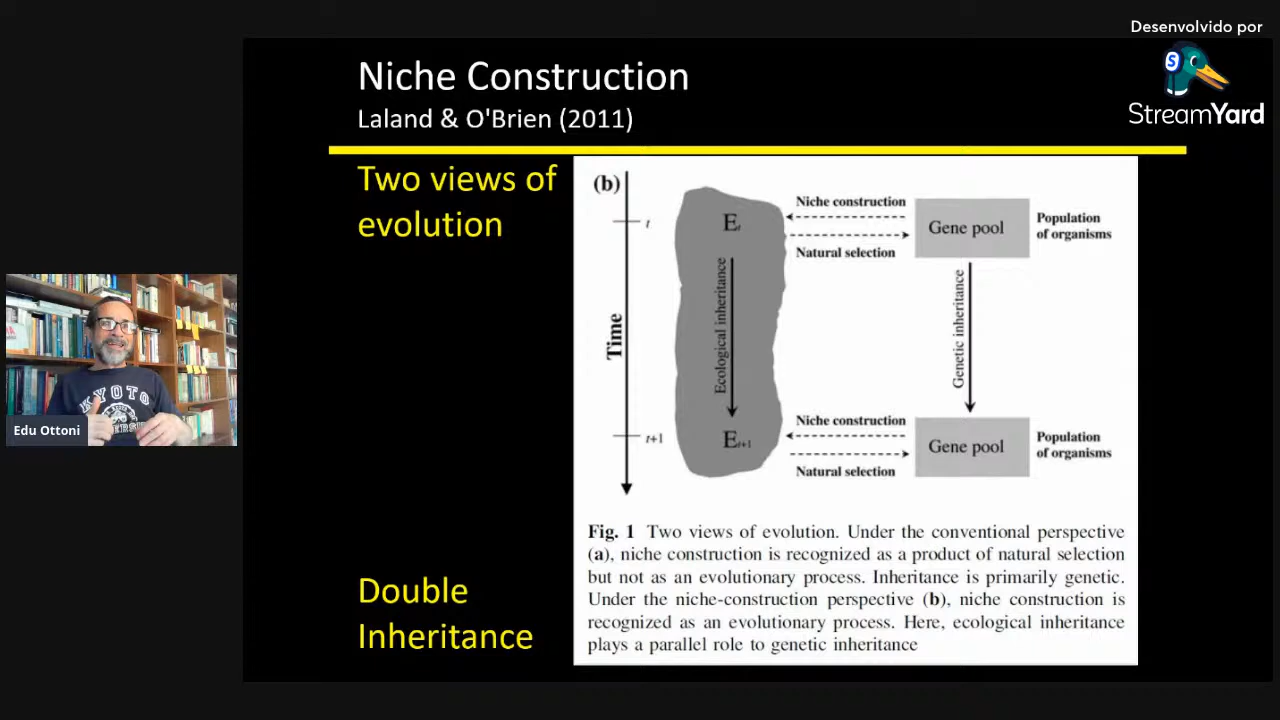 Desenvolvido por
StreamYard
Niche Construction
Laland & O'Brien (2011)
Two views of
evolution
Double
Inheritance
(b)
Time
t
t+1
Et
Ecological inheritance
Et+1
Niche construction
Natural selection
Gene pool
Population
of organisms
Genetic inheritance
Niche construction
Natural selection
Gene pool
Population
of organisms
Fig. 1 Two views of evolution. Under the conventional perspective
(a), niche construction is recognized as a product of natural selection
but not as an evolutionary process. Inheritance is primarily genetic.
Under the niche-construction perspective (b), niche construction is
recognized as an evolutionary process. Here, ecological inheritance
plays a parallel role to genetic inheritance
KYOTO
Edu Ottoni